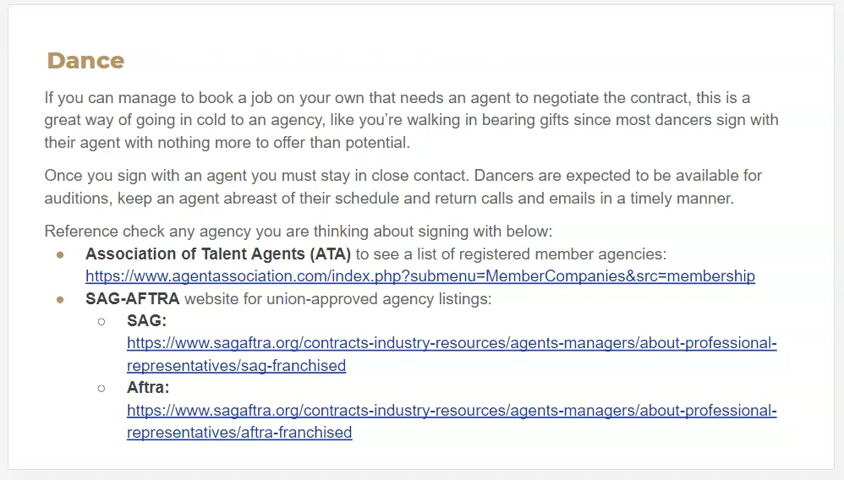 Dance
If you can manage to book a job on your own that needs an agent to negotiate the contract, this is a
great way of going in cold to an agency, like you're walking in bearing gifts since most dancers sign with
their agent with nothing more to offer than potential.
Once you sign with an agent you must stay in close contact. Dancers are expected to be available for
auditions, keep an agent abreast of their schedule and return calls and emails in a timely manner.
Reference check any agency you are thinking about signing with below:
● Association of Talent Agents (ATA) to see a list of registered member agencies:
https://www.agentassociation.com/index.php?submenu=MemberCompanies&src=membership
● SAG-AFTRA website for union-approved agency listings:
○ SAG:
https://www.sagaftra.org/contracts-industry-resources/agents-managers/about-professional-
representatives/sag-franchised
○ Aftra:
https://www.sagaftra.org/contracts-industry-resources/agents-managers/about-professional-
representatives/aftra-franchised